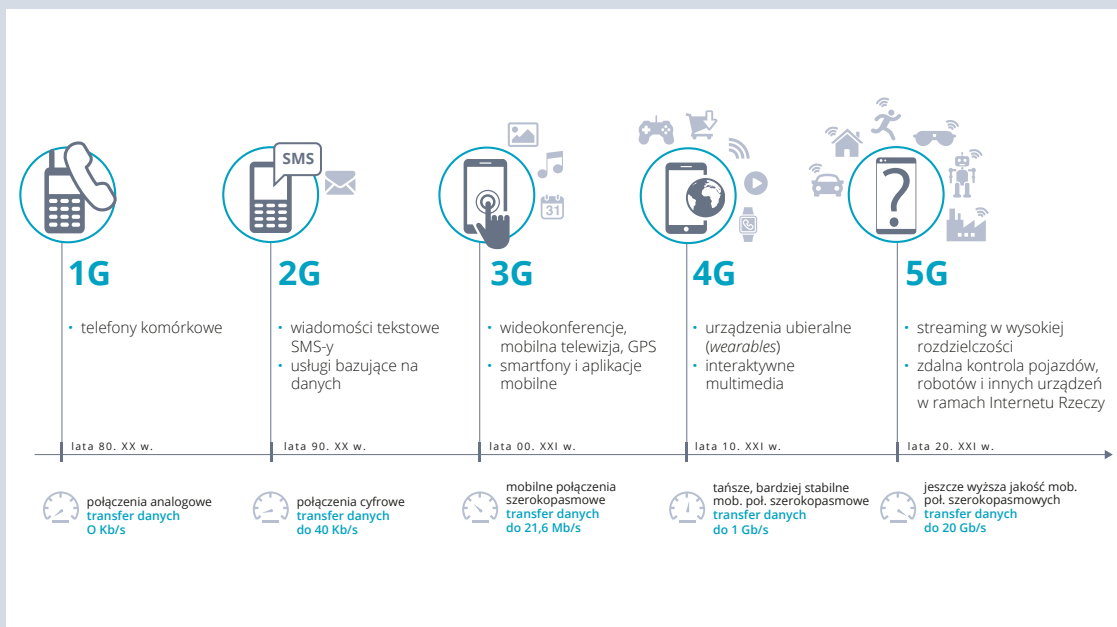 SMS
31
1G
• telefony komórkowe
lata 80. XX w.
połączenia analogowe
transfer danych
O Kb/s
2G
• wiadomości tekstowe
SMS-y
• usługi bazujące na
danych
lata 90. XX w.
połączenia cyfrowe
transfer danych
do 40 Kb/s
3G
• wideokonferencje,
mobilna telewizja, GPS
• smartfony i aplikacje
mobilne
lata 00. XXI w.
mobilne połączenia
szerokopasmowe
transfer danych
do 21,6 Mb/s
4G
• urządzenia ubieralne
(wearables)
• interaktywne
multimedia
lata 10. XXI w.
tańsze, bardziej stabilne
mob. poł. szerokopasmowe
transfer danych
do 1 Gb/s
?
5G
• streaming w wysokiej
rozdzielczości
• zdalna kontrola pojazdów,
robotów i innych urządzeń
w ramach Internetu Rzeczy
lata 20. XXI w.
jeszcze wyższa jakość mob.
poł. szerokopasmowych
transfer danych
do 20 Gb/s